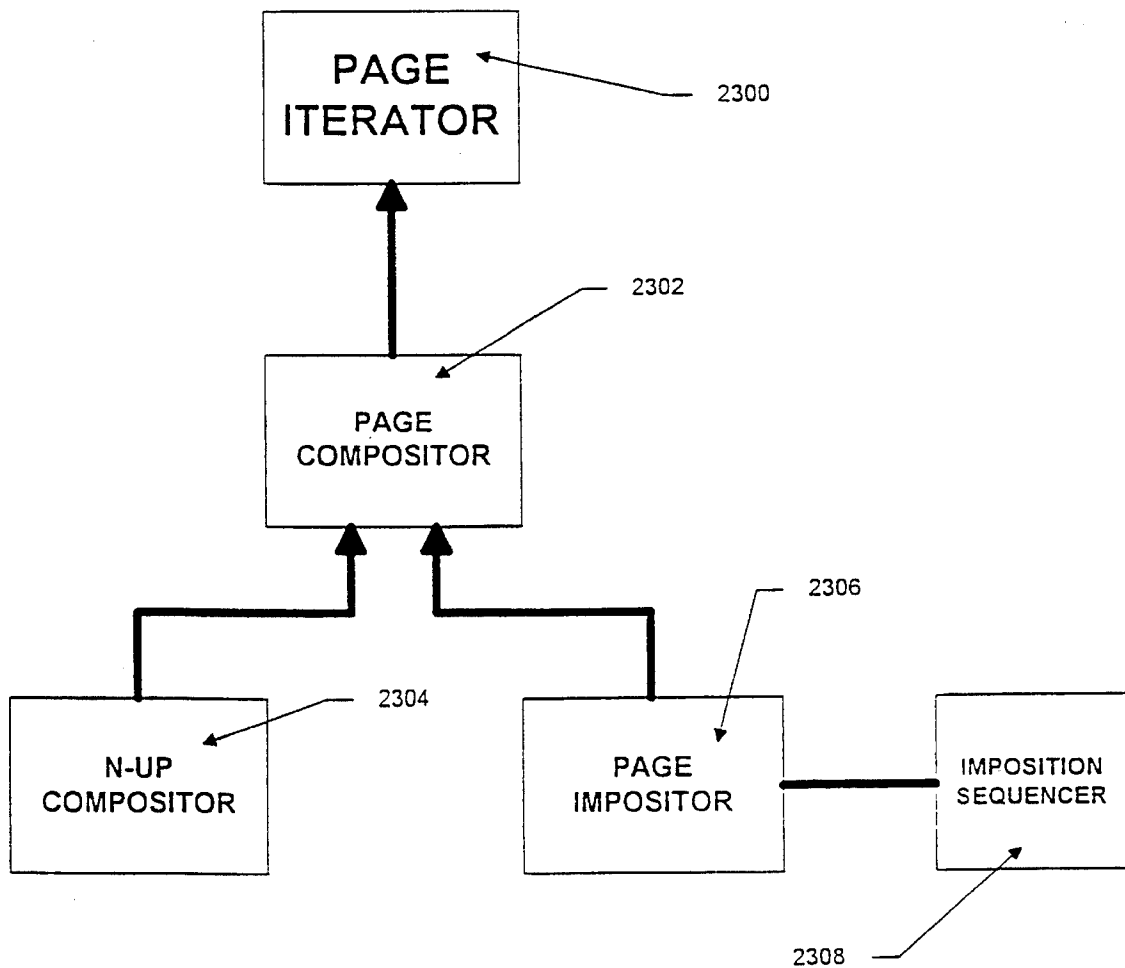 PAGE
ITERATOR
2300
2302
PAGE
COMPOSITOR
2306
2304
N-UP
COMPOSITOR
PAGE
IMPOSITOR
IMPOSITION
SEQUENCER
2308